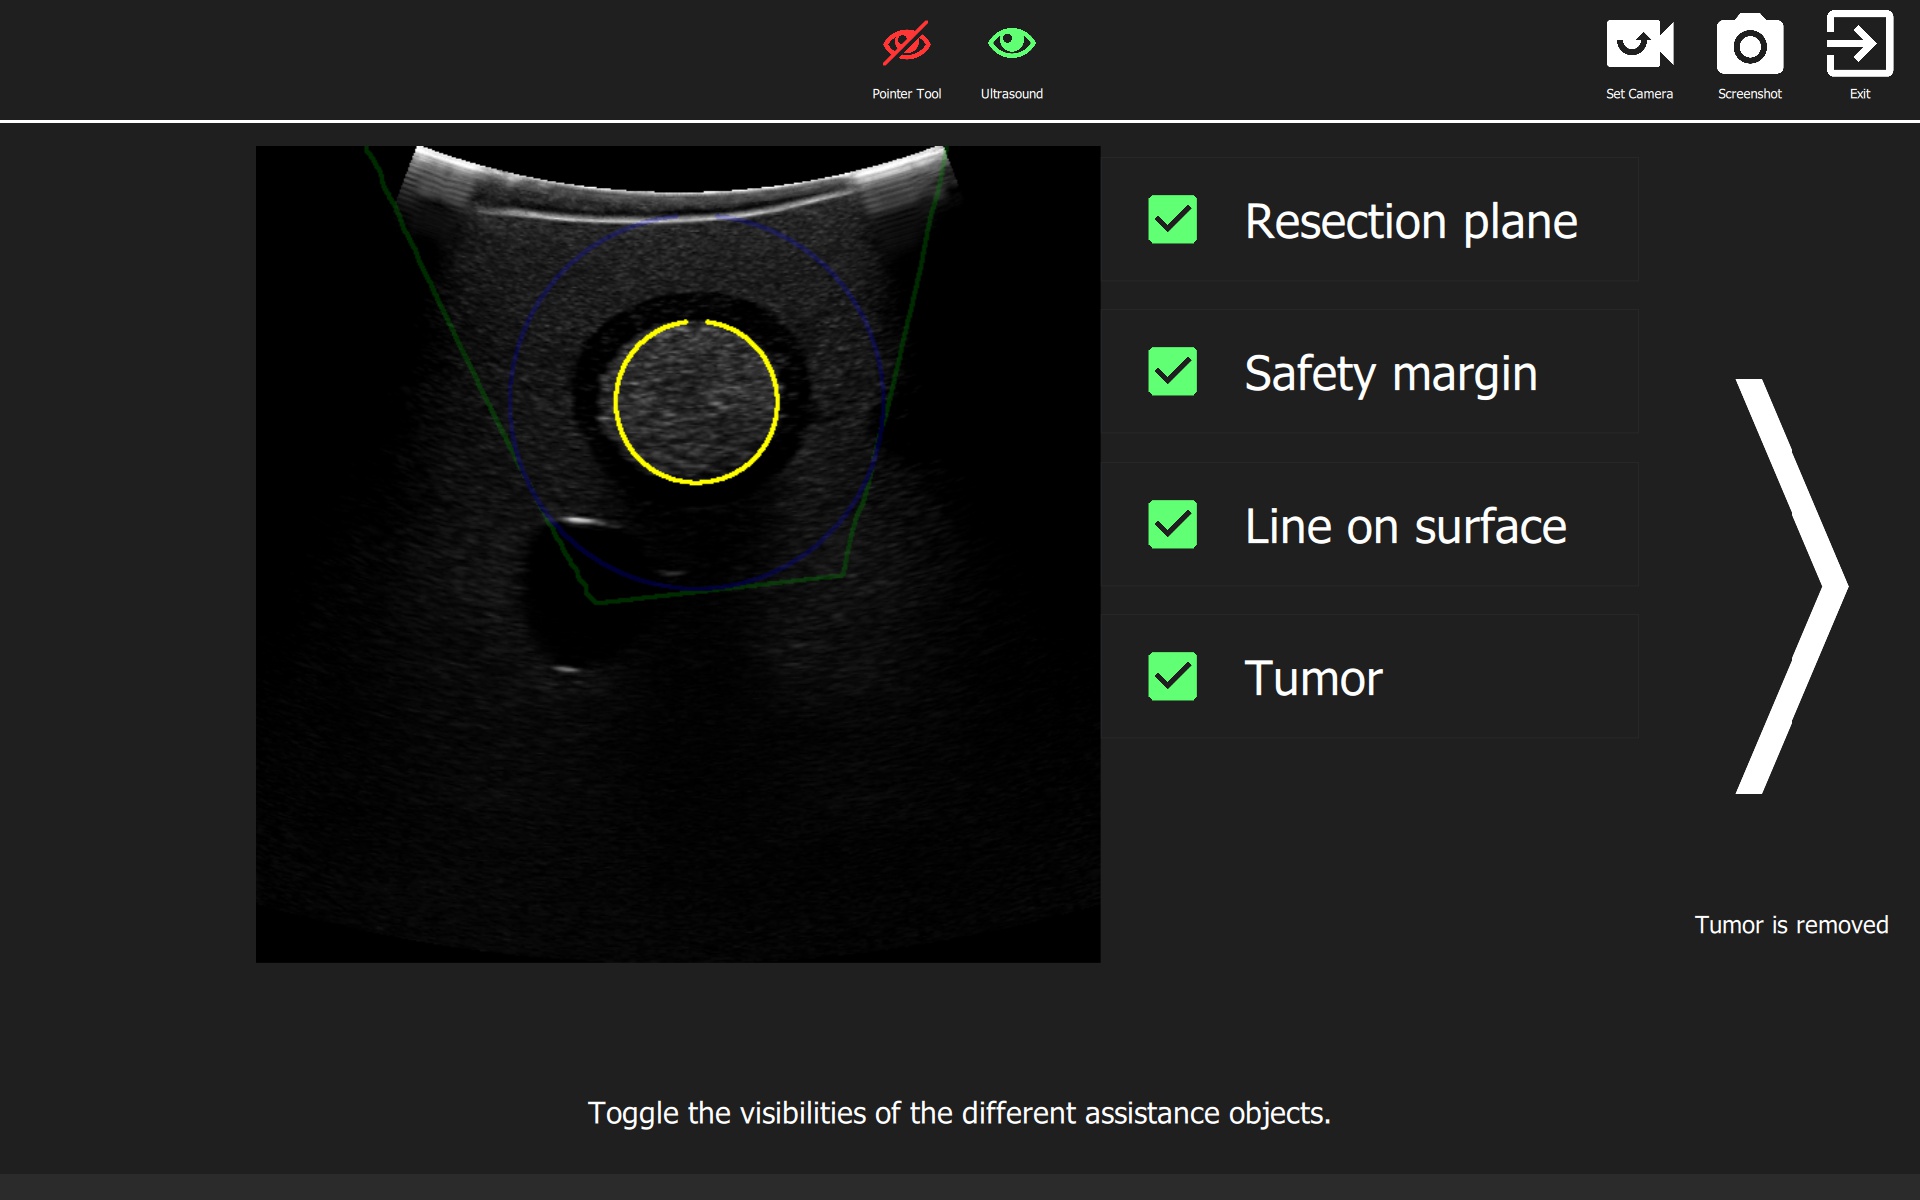 Pointer Tool
Ultrasound
Set Camera
Screenshot
Exit
Resection plane
Safety margin
Line on surface
Tumor
Tumor is removed
Toggle the visibilities of the different assistance objects.